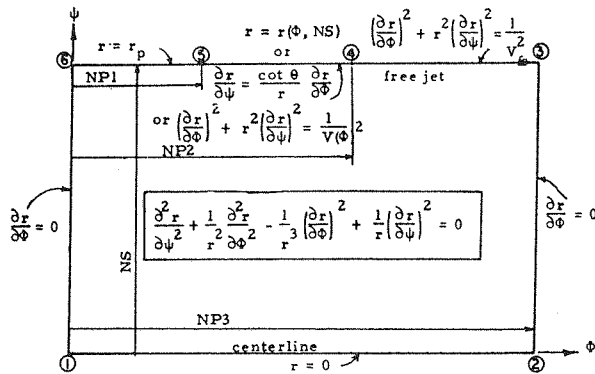 ψ
r = r(Φ, NS)
(∂r/∂Φ)² + r²(∂r/∂ψ)² = 1/V²
⑥
r = r_p
⑤
or
④
③
NP1
∂r/∂ψ = cot θ/r ∂r/∂Φ
free jet
or (∂r/∂Φ)² + r²(∂r/∂ψ)² = 1/V(Φ)²
NP2
∂r/∂Φ = 0
∂²r/∂ψ² + 1/r² ∂²r/∂Φ² - 1/r³ (∂r/∂Φ)² + 1/r (∂r/∂ψ)² = 0
∂r/∂Φ = 0
NS
NP3
centerline
①
r = 0
②
Φ